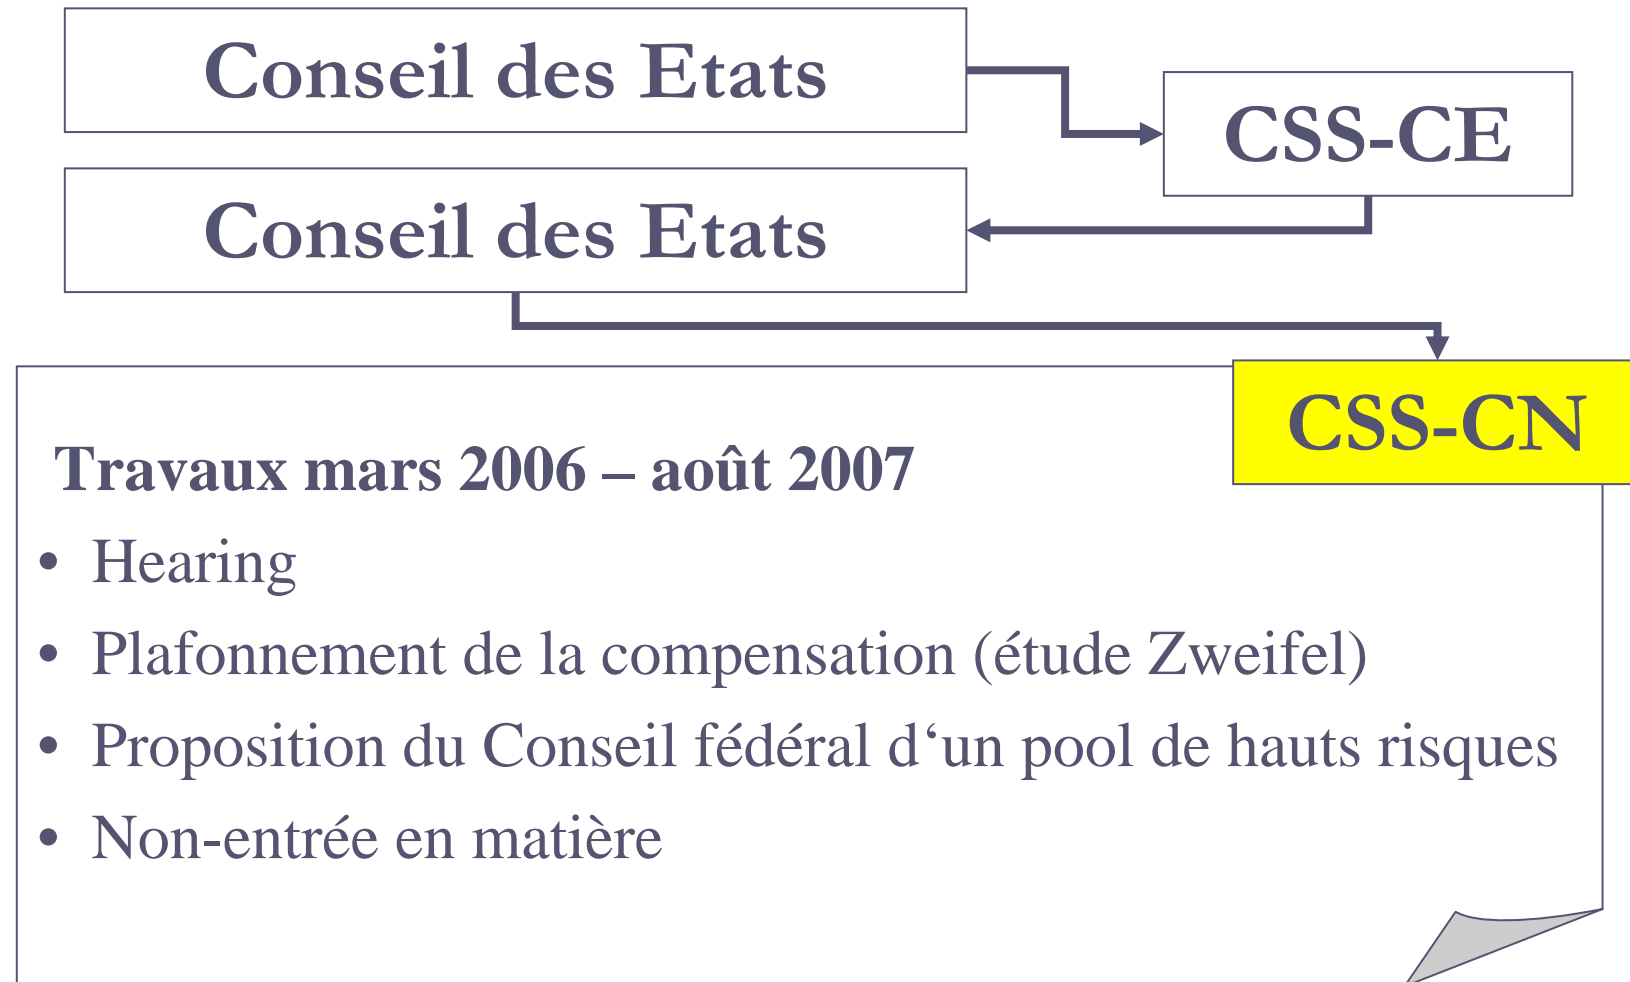 Conseil des Etats
CSS-CE
Conseil des Etats
CSS-CN
Travaux mars 2006 – août 2007
• Hearing
• Plafonnement de la compensation (étude Zweifel)
• Proposition du Conseil fédéral d‘un pool de hauts risques
• Non-entrée en matière